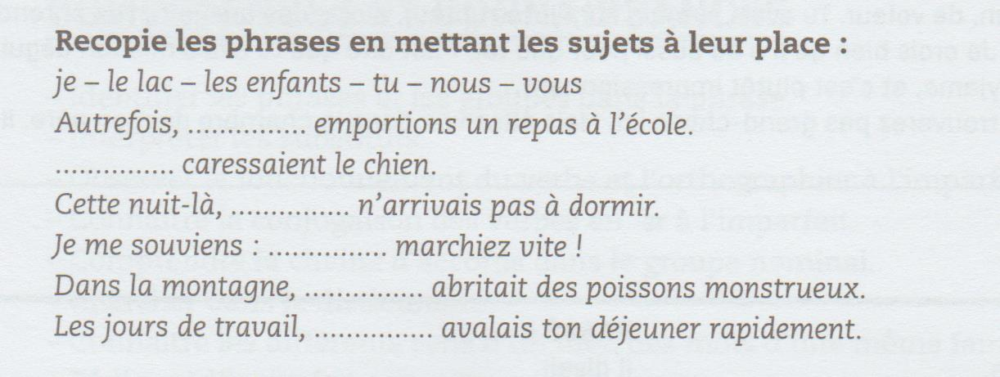 Recopie les phrases en mettant les sujets à leur place :
je – le lac – les enfants – tu – nous – vous
Autrefois, ............... emportions un repas à l'école.
............... caressaient le chien.
Cette nuit-là, ............... n'arrivais pas à dormir.
Je me souviens : ............... marchiez vite !
Dans la montagne, ............... abritait des poissons monstrueux.
Les jours de travail, ............... avalais ton déjeuner rapidement.